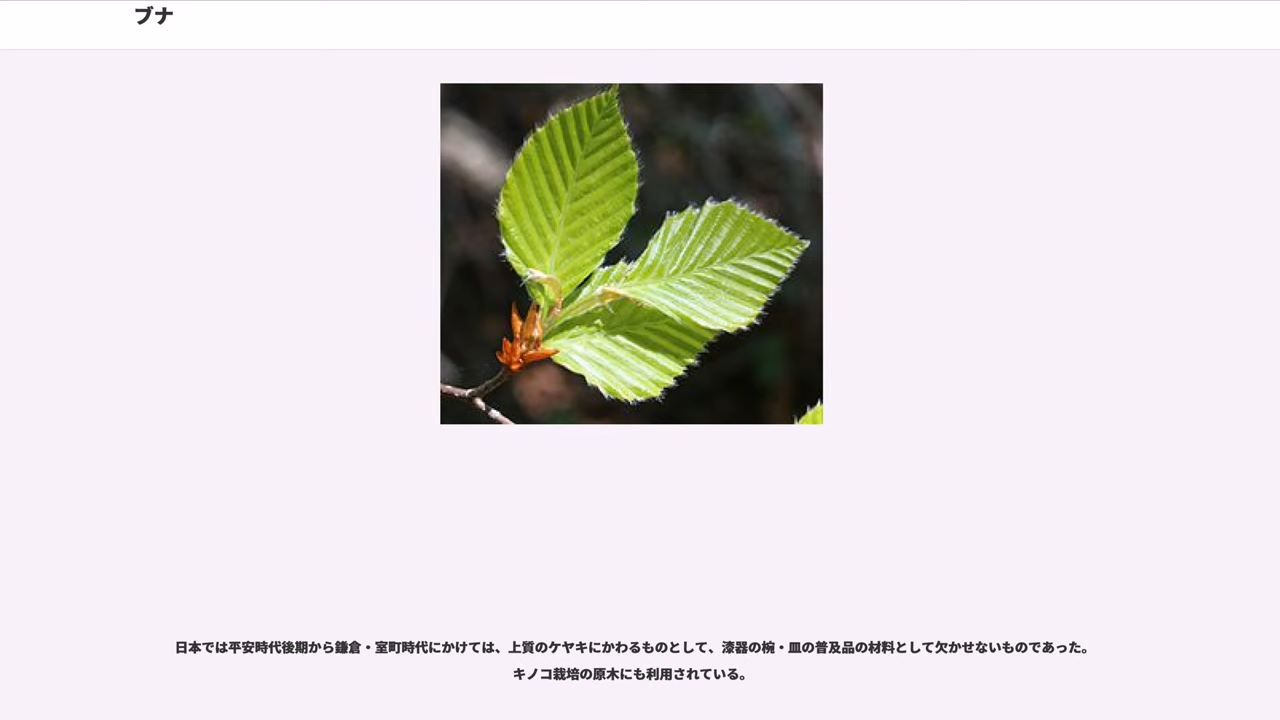 ブナ
日本では平安時代後期から鎌倉・室町時代にかけては、上質のケヤキにかわるものとして、漆器の椀・皿の普及品の材料として欠かせないものであった。
キノコ栽培の原木にも利用されている。